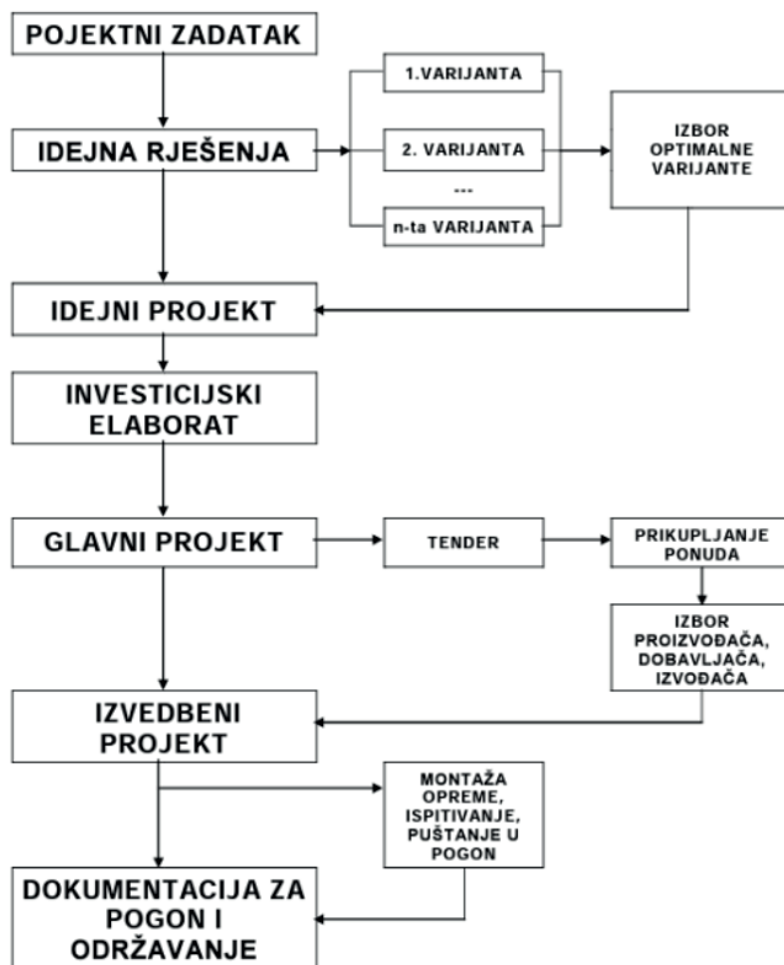 POJEKTNI ZADATAK
1.VARIJANTA
IDEJNA RJEŠENJA
2. VARIJANTA
---
n-ta VARIJANTA
IZBOR
OPTIMALNE
VARIJANTE
IDEJNI PROJEKT
INVESTICIJSKI
ELABORAT
GLAVNI PROJEKT
TENDER
PRIKUPLJANJE
PONUDA
IZBOR
PROIZVOĐAČA,
DOBAVLJAČA,
IZVOĐAČA
IZVEDBENI
PROJEKT
MONTAŽA
OPREME,
ISPITIVANJE,
PUŠTANJE U
POGON
DOKUMENTACIJA ZA
POGON I
ODRŽAVANJE